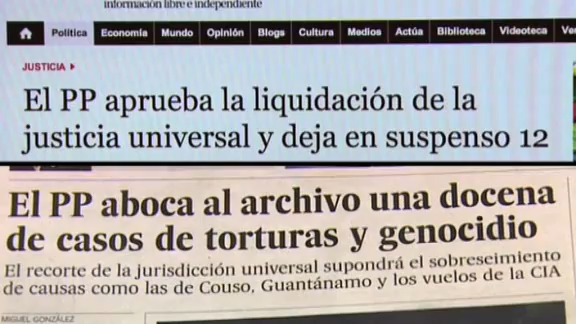 información libre e independiente
Política Economía Mundo Opinión Blogs Cultura Medios Actúa Biblioteca Videoteca
JUSTICIA
El PP aprueba la liquidación de la
justicia universal y deja en suspenso 12
El PP aboca al archivo una docena
de casos de torturas y genocidio
El recorte de la jurisdicción universal supondrá el sobreseimiento
de causas como las de Couso, Guantánamo y los vuelos de la CIA
MIGUEL GONZÁLEZ